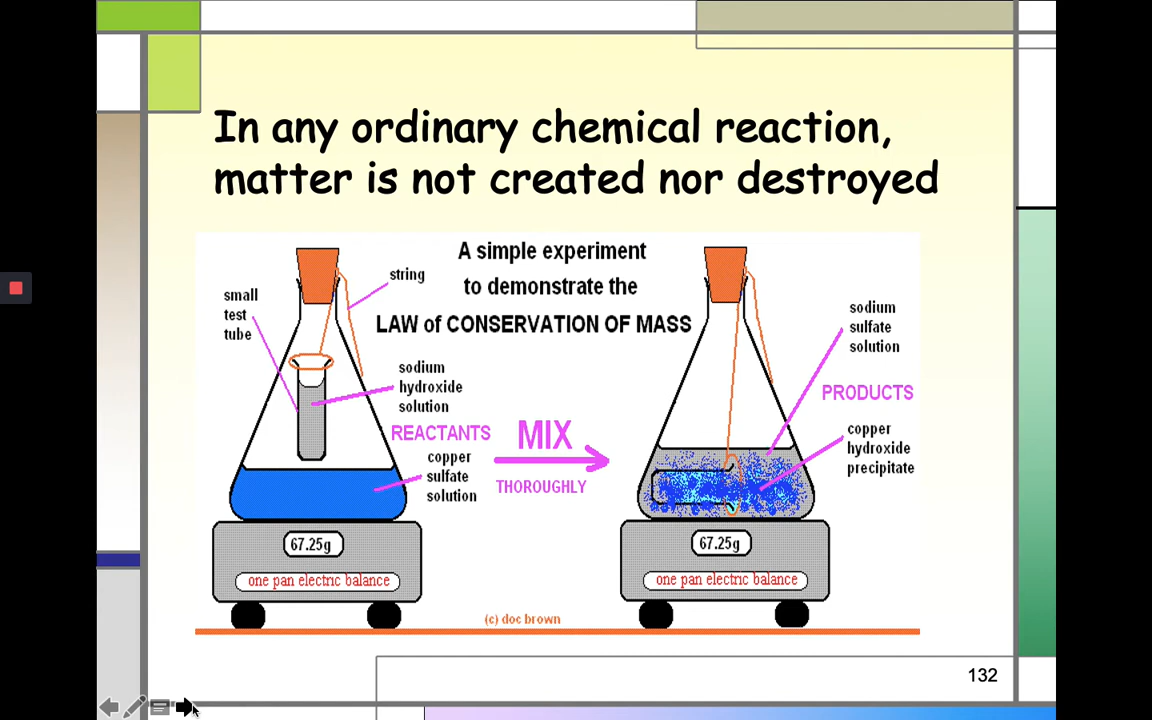 In any ordinary chemical reaction,
matter is not created nor destroyed
A simple experiment
to demonstrate the
LAW of CONSERVATION OF MASS
string
small
test
tube
sodium
hydroxide
solution
REACTANTS
copper
sulfate
solution
MIX
THOROUGHLY
sodium
sulfate
solution
PRODUCTS
copper
hydroxide
precipitate
67.25g
one pan electric balance
67.25g
one pan electric balance
(c) doc brown
132